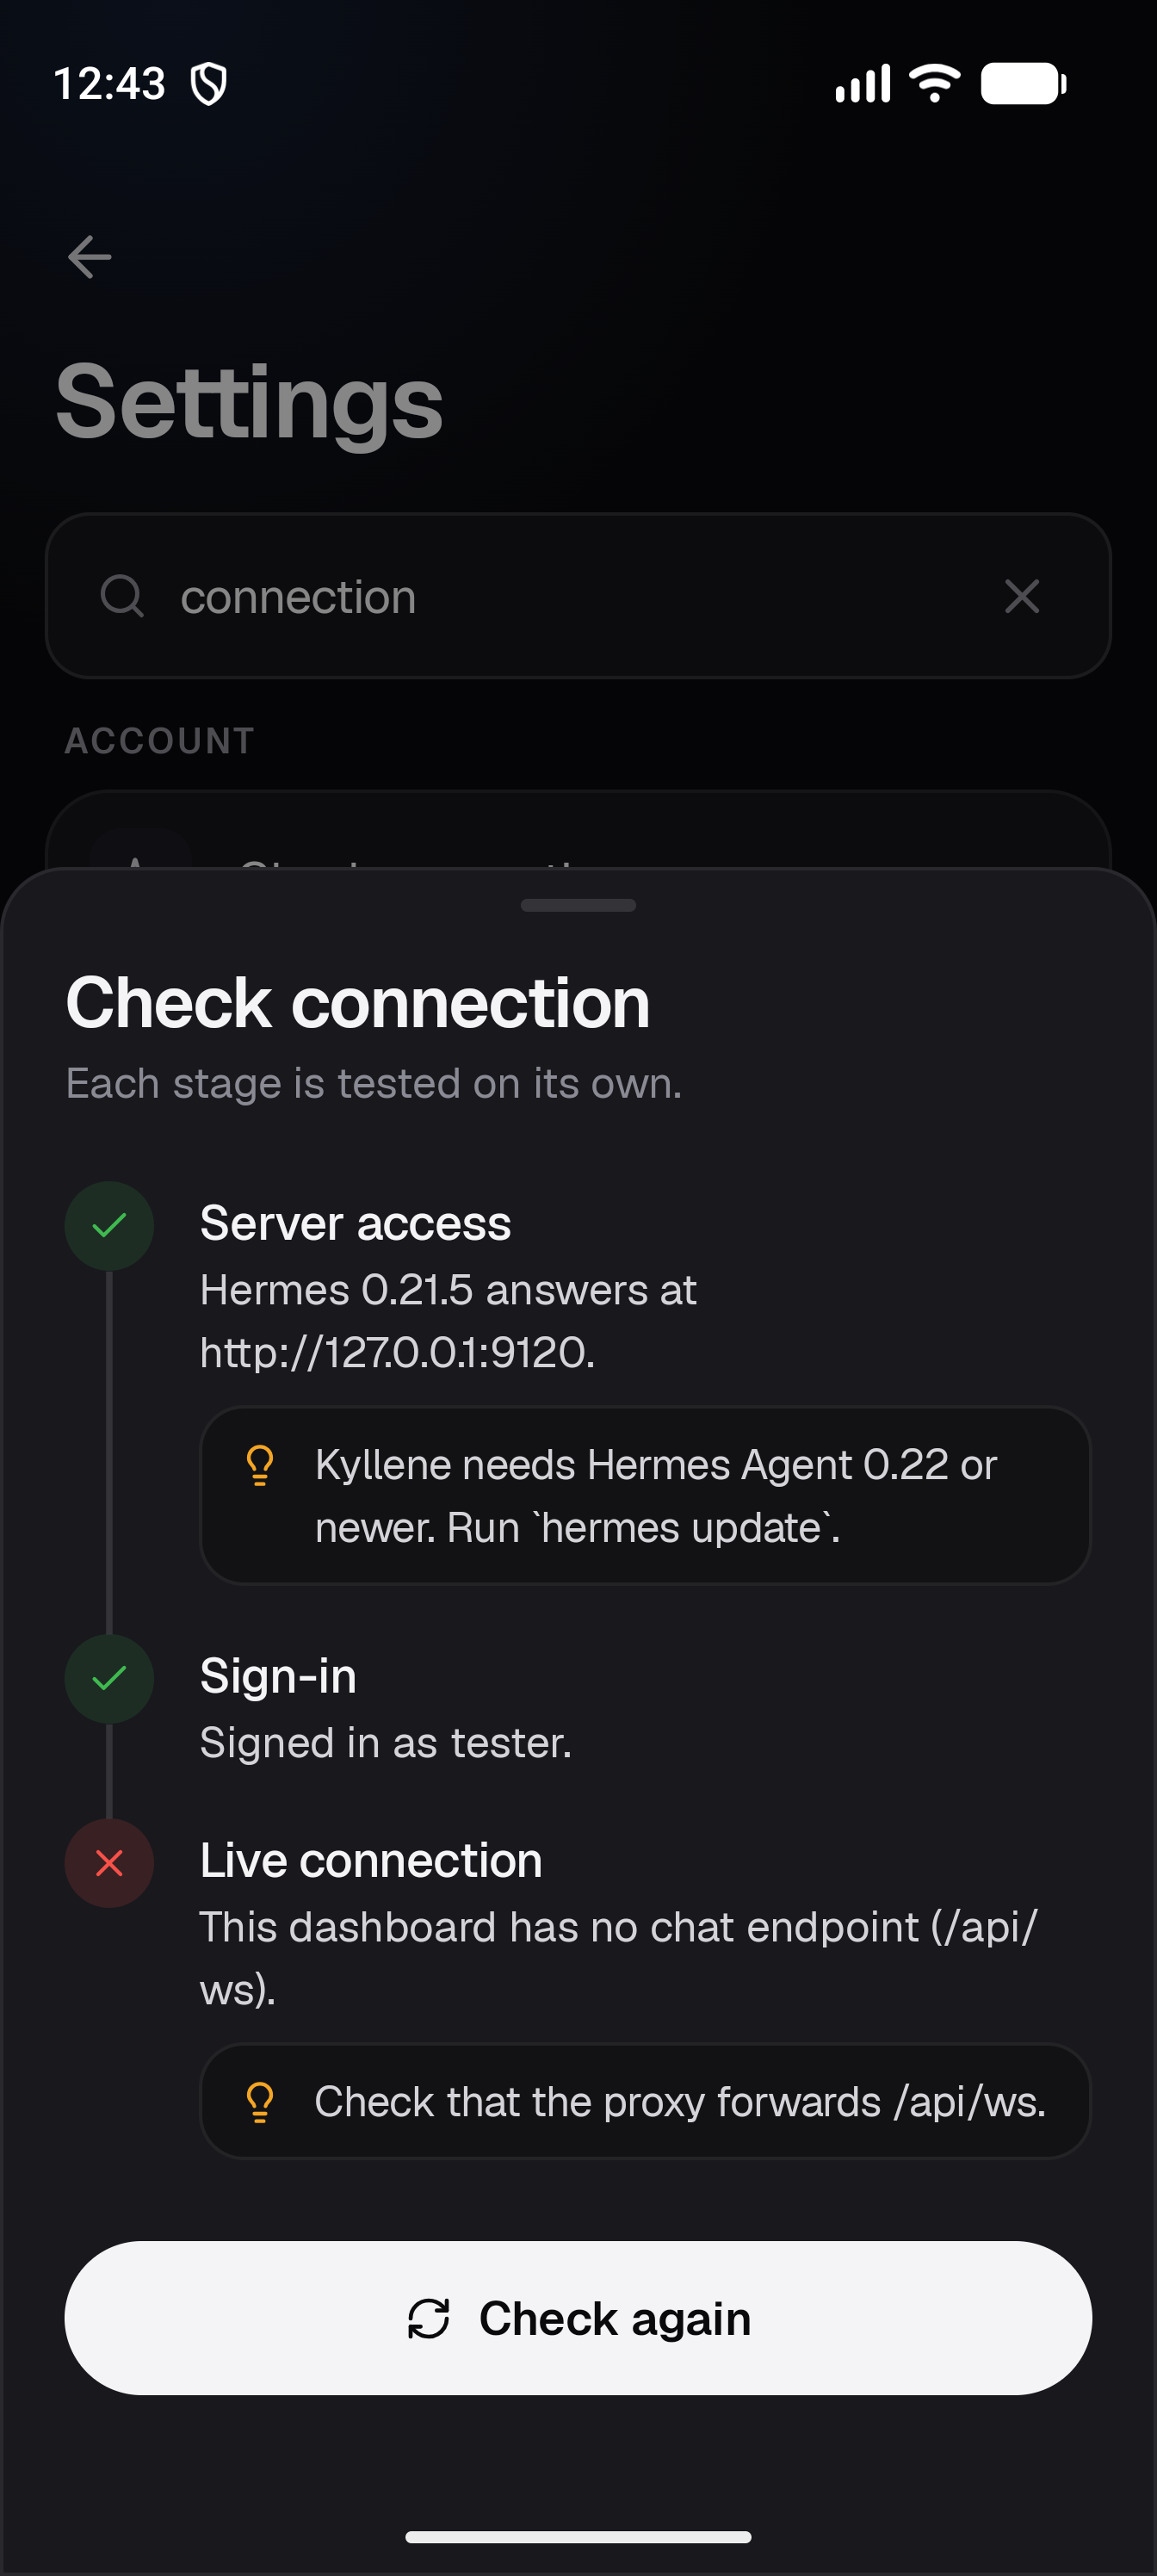 12:43
Settings
connection
ACCOUNT
Check connection
Each stage is tested on its own.
Server access
Hermes 0.21.5 answers at
http://127.0.0.1:9120.
Kyllene needs Hermes Agent 0.22 or
newer. Run `hermes update`.
Sign-in
Signed in as tester.
Live connection
This dashboard has no chat endpoint (/api/
ws).
Check that the proxy forwards /api/ws.
Check again